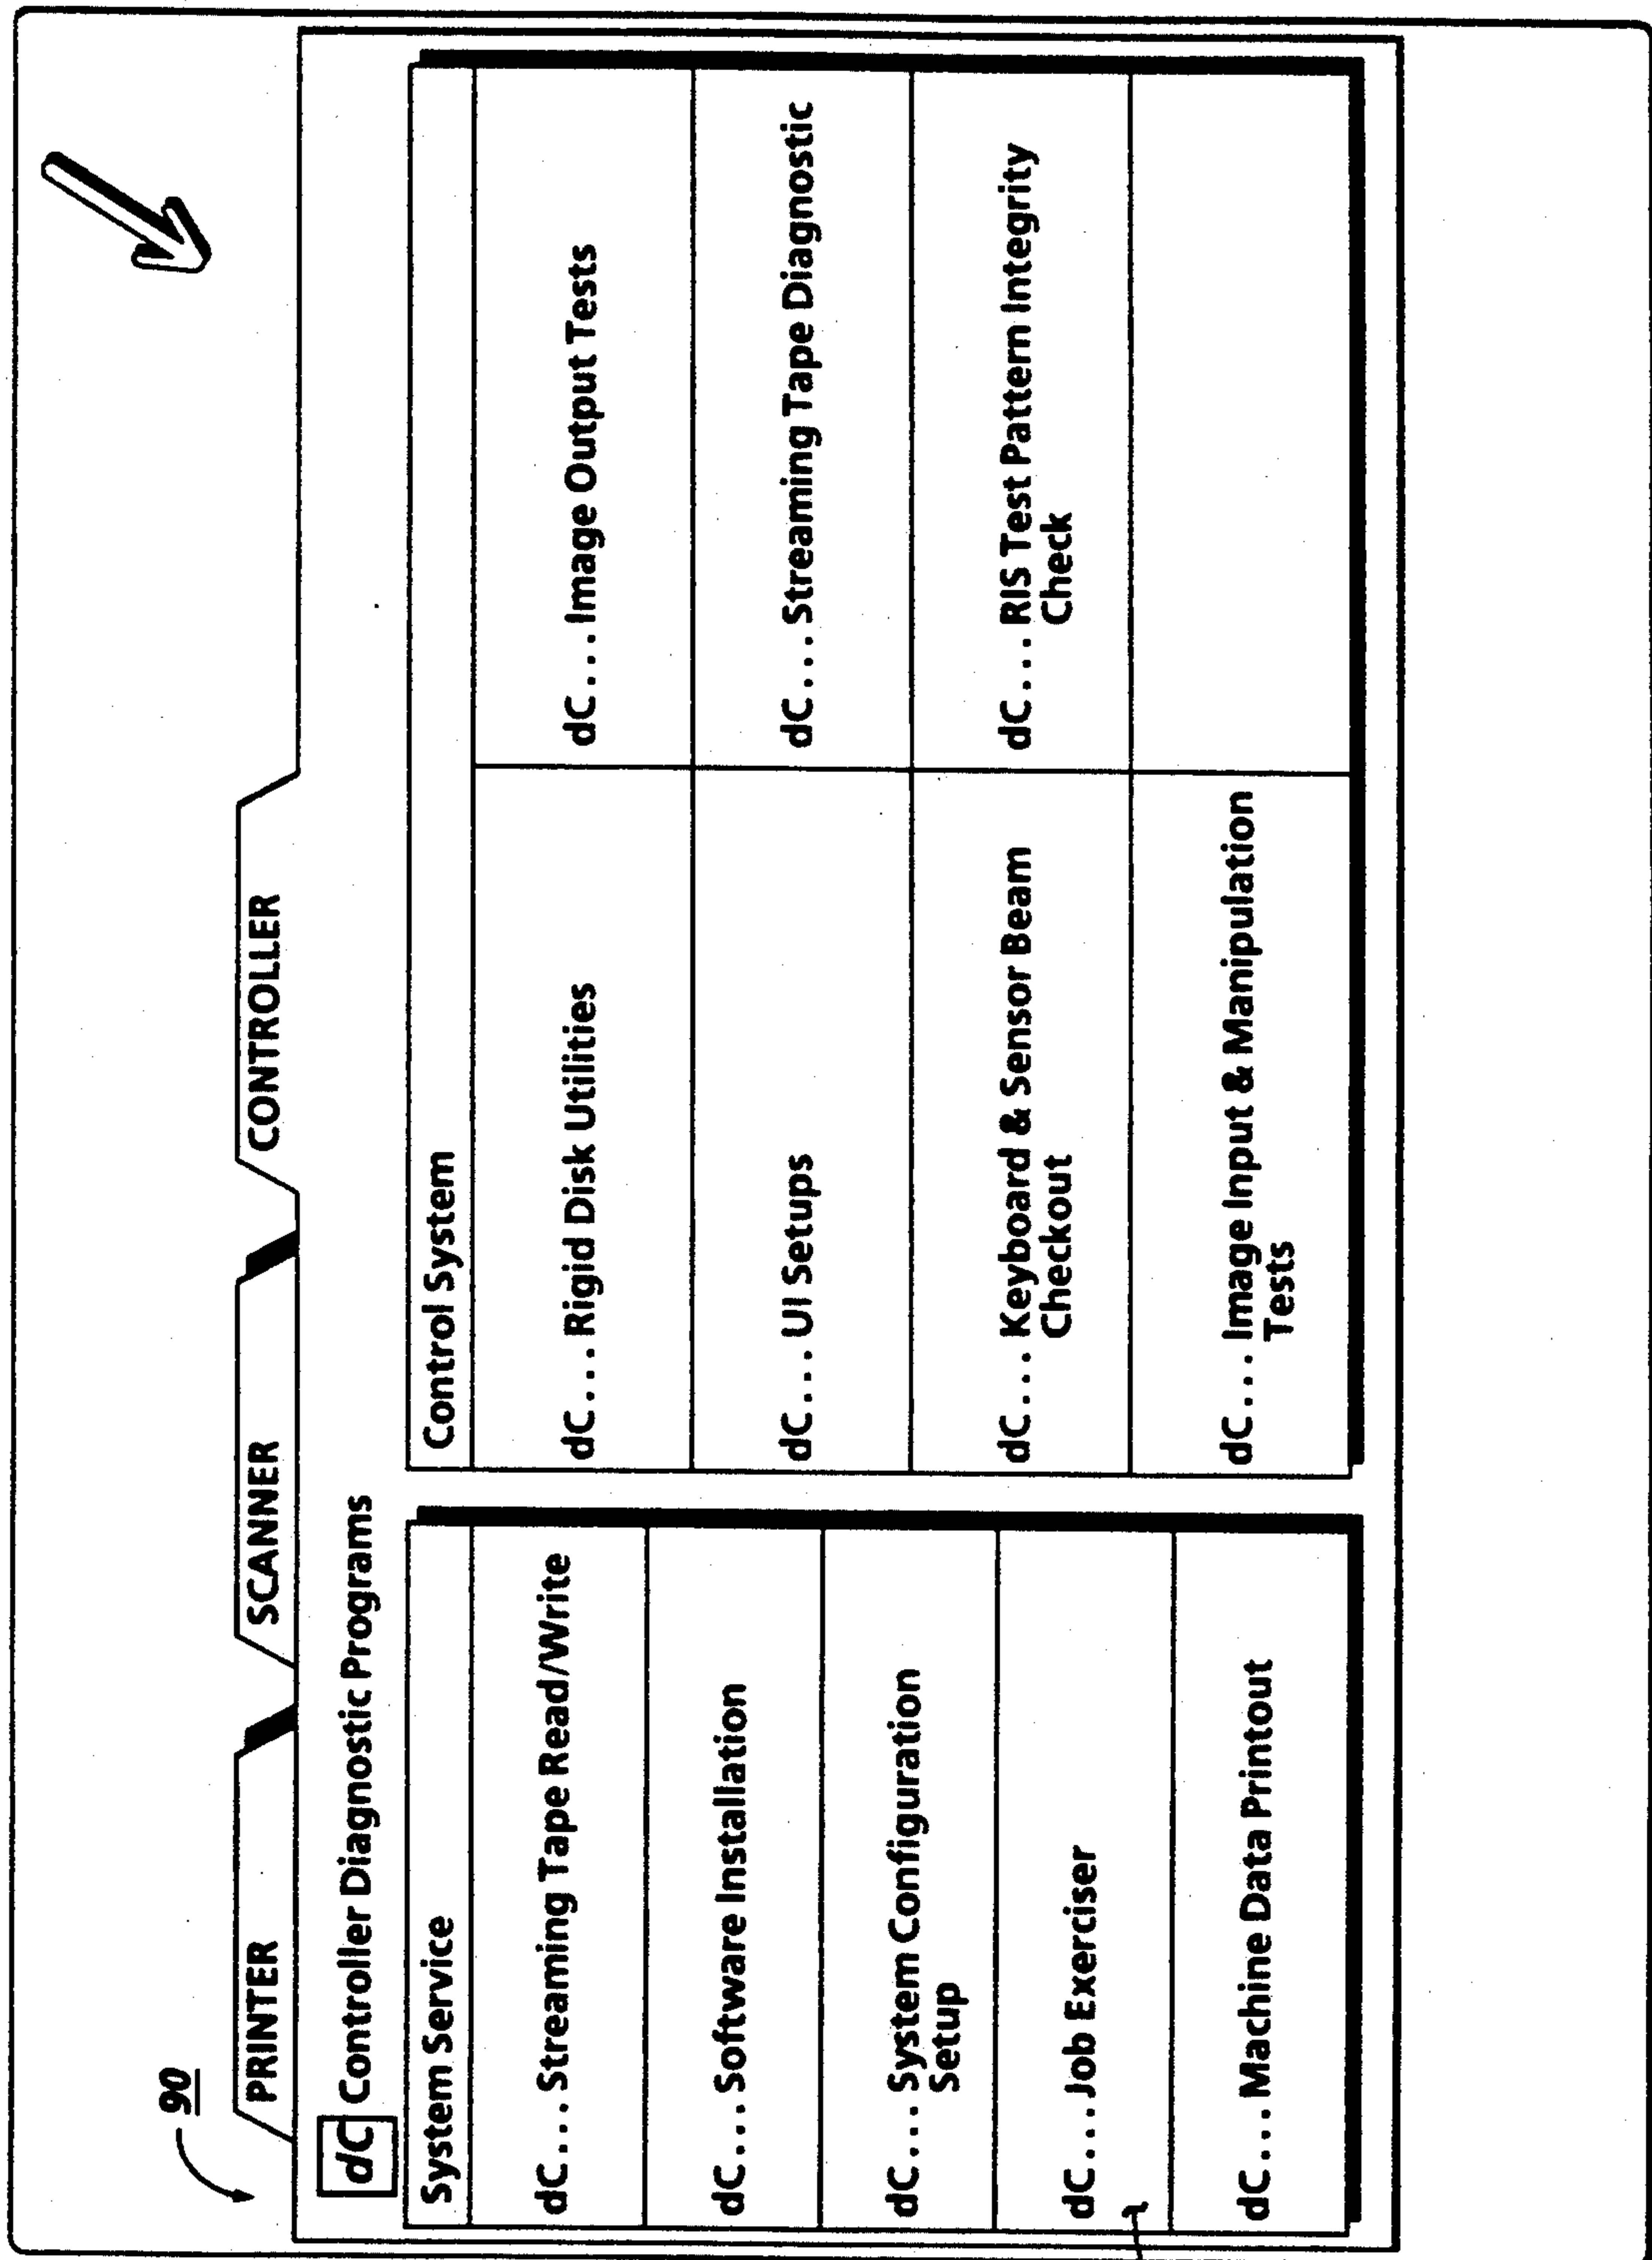 90
PRINTER
SCANNER
CONTROLLER
dC Controller Diagnostic Programs
System Service
dC...Streaming Tape Read/Write
dC...Software Installation
dC...System Configuration
Setup
dC...Job Exerciser
dC...Machine Data Printout
Control System
dC...Rigid Disk Utilities
dC...UI Setups
dC...Keyboard & Sensor Beam
Checkout
dC...Image Input & Manipulation
Tests
dC...Image Output Tests
dC...Streaming Tape Diagnostic
dC...RIS Test Pattern Integrity
Check